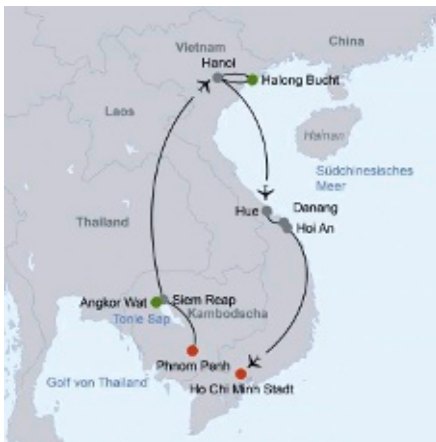 China
Vietnam
Hanoi
Halong Bucht
Laos
Hainan
Südchinesisches
Meer
Danang
Hue
Hoi An
Thailand
Angkor Wat
Siem Reap
Kambodscha
Tonle Sap
Phnom Penh
Golf von Thailand
Ho Chi Minh Stadt